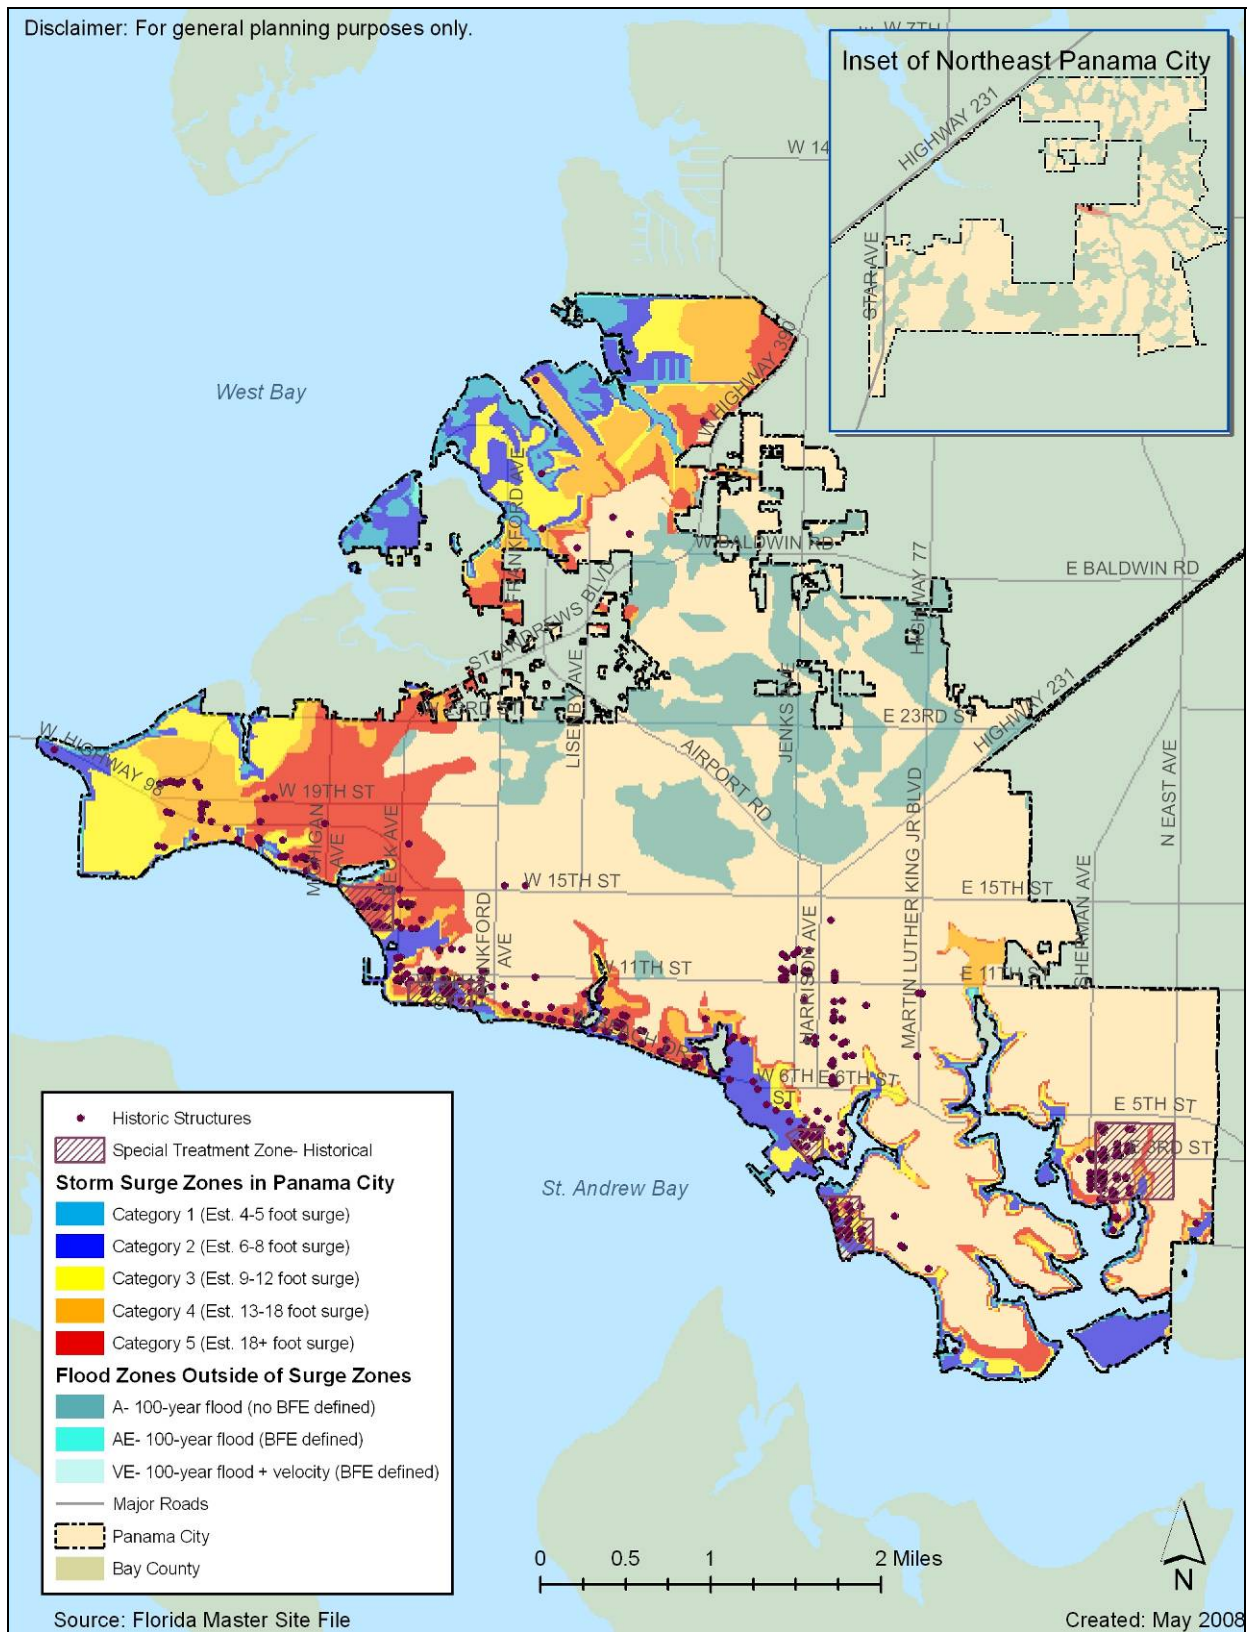 Disclaimer: For general planning purposes only.
W 7TH
Inset of Northeast Panama City
HIGHWAY 231
STAR AVE
W 14
West Bay
W HIGHWAY 390
FRANKFORD AVE
W BALDWIN RD
E BALDWIN RD
HIGHWAY 77
ST ANDREWS BLVD
LISENBY AVE
JENKS AVE
HIGHWAY 231
W 23RD ST
E 23RD ST
W HIGHWAY 98
AIRPORT RD
N EAST AVE
W 19TH ST
MICHIGAN
AVE
BECK AVE
MARTIN LUTHER KING JR BLVD
W 15TH ST
E 15TH ST
SHERMAN AVE
HARRISON AVE
AVE
W 11TH ST
E 11TH ST
W BEACH DR
W 6TH
ST
E 6TH ST
E 5TH ST
E 3RD ST
St. Andrew Bay
Historic Structures
Special Treatment Zone- Historical
Storm Surge Zones in Panama City
Category 1 (Est. 4-5 foot surge)
Category 2 (Est. 6-8 foot surge)
Category 3 (Est. 9-12 foot surge)
Category 4 (Est. 13-18 foot surge)
Category 5 (Est. 18+ foot surge)
Flood Zones Outside of Surge Zones
A- 100-year flood (no BFE defined)
AE- 100-year flood (BFE defined)
VE- 100-year flood + velocity (BFE defined)
Major Roads
Panama City
Bay County
0 0.5 1 2 Miles
N
Source: Florida Master Site File
Created: May 2008